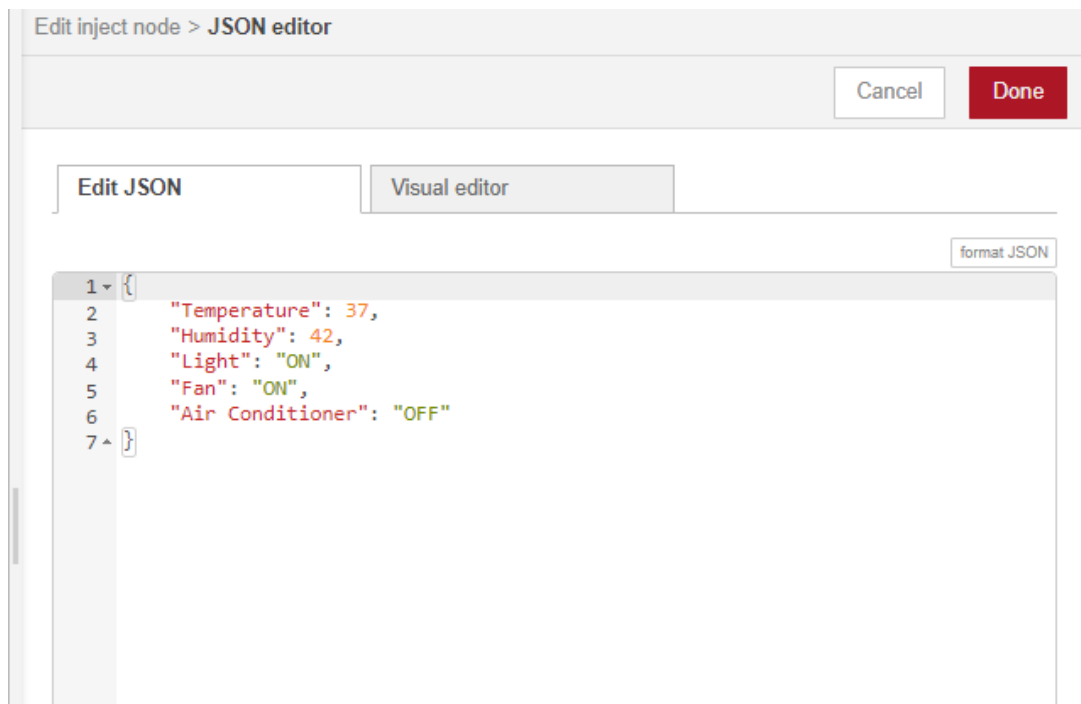 Edit inject node > JSON editor
Cancel Done
Edit JSON Visual editor
format JSON
1 {
2 "Temperature": 37,
3 "Humidity": 42,
4 "Light": "ON",
5 "Fan": "ON",
6 "Air Conditioner": "OFF"
7 }